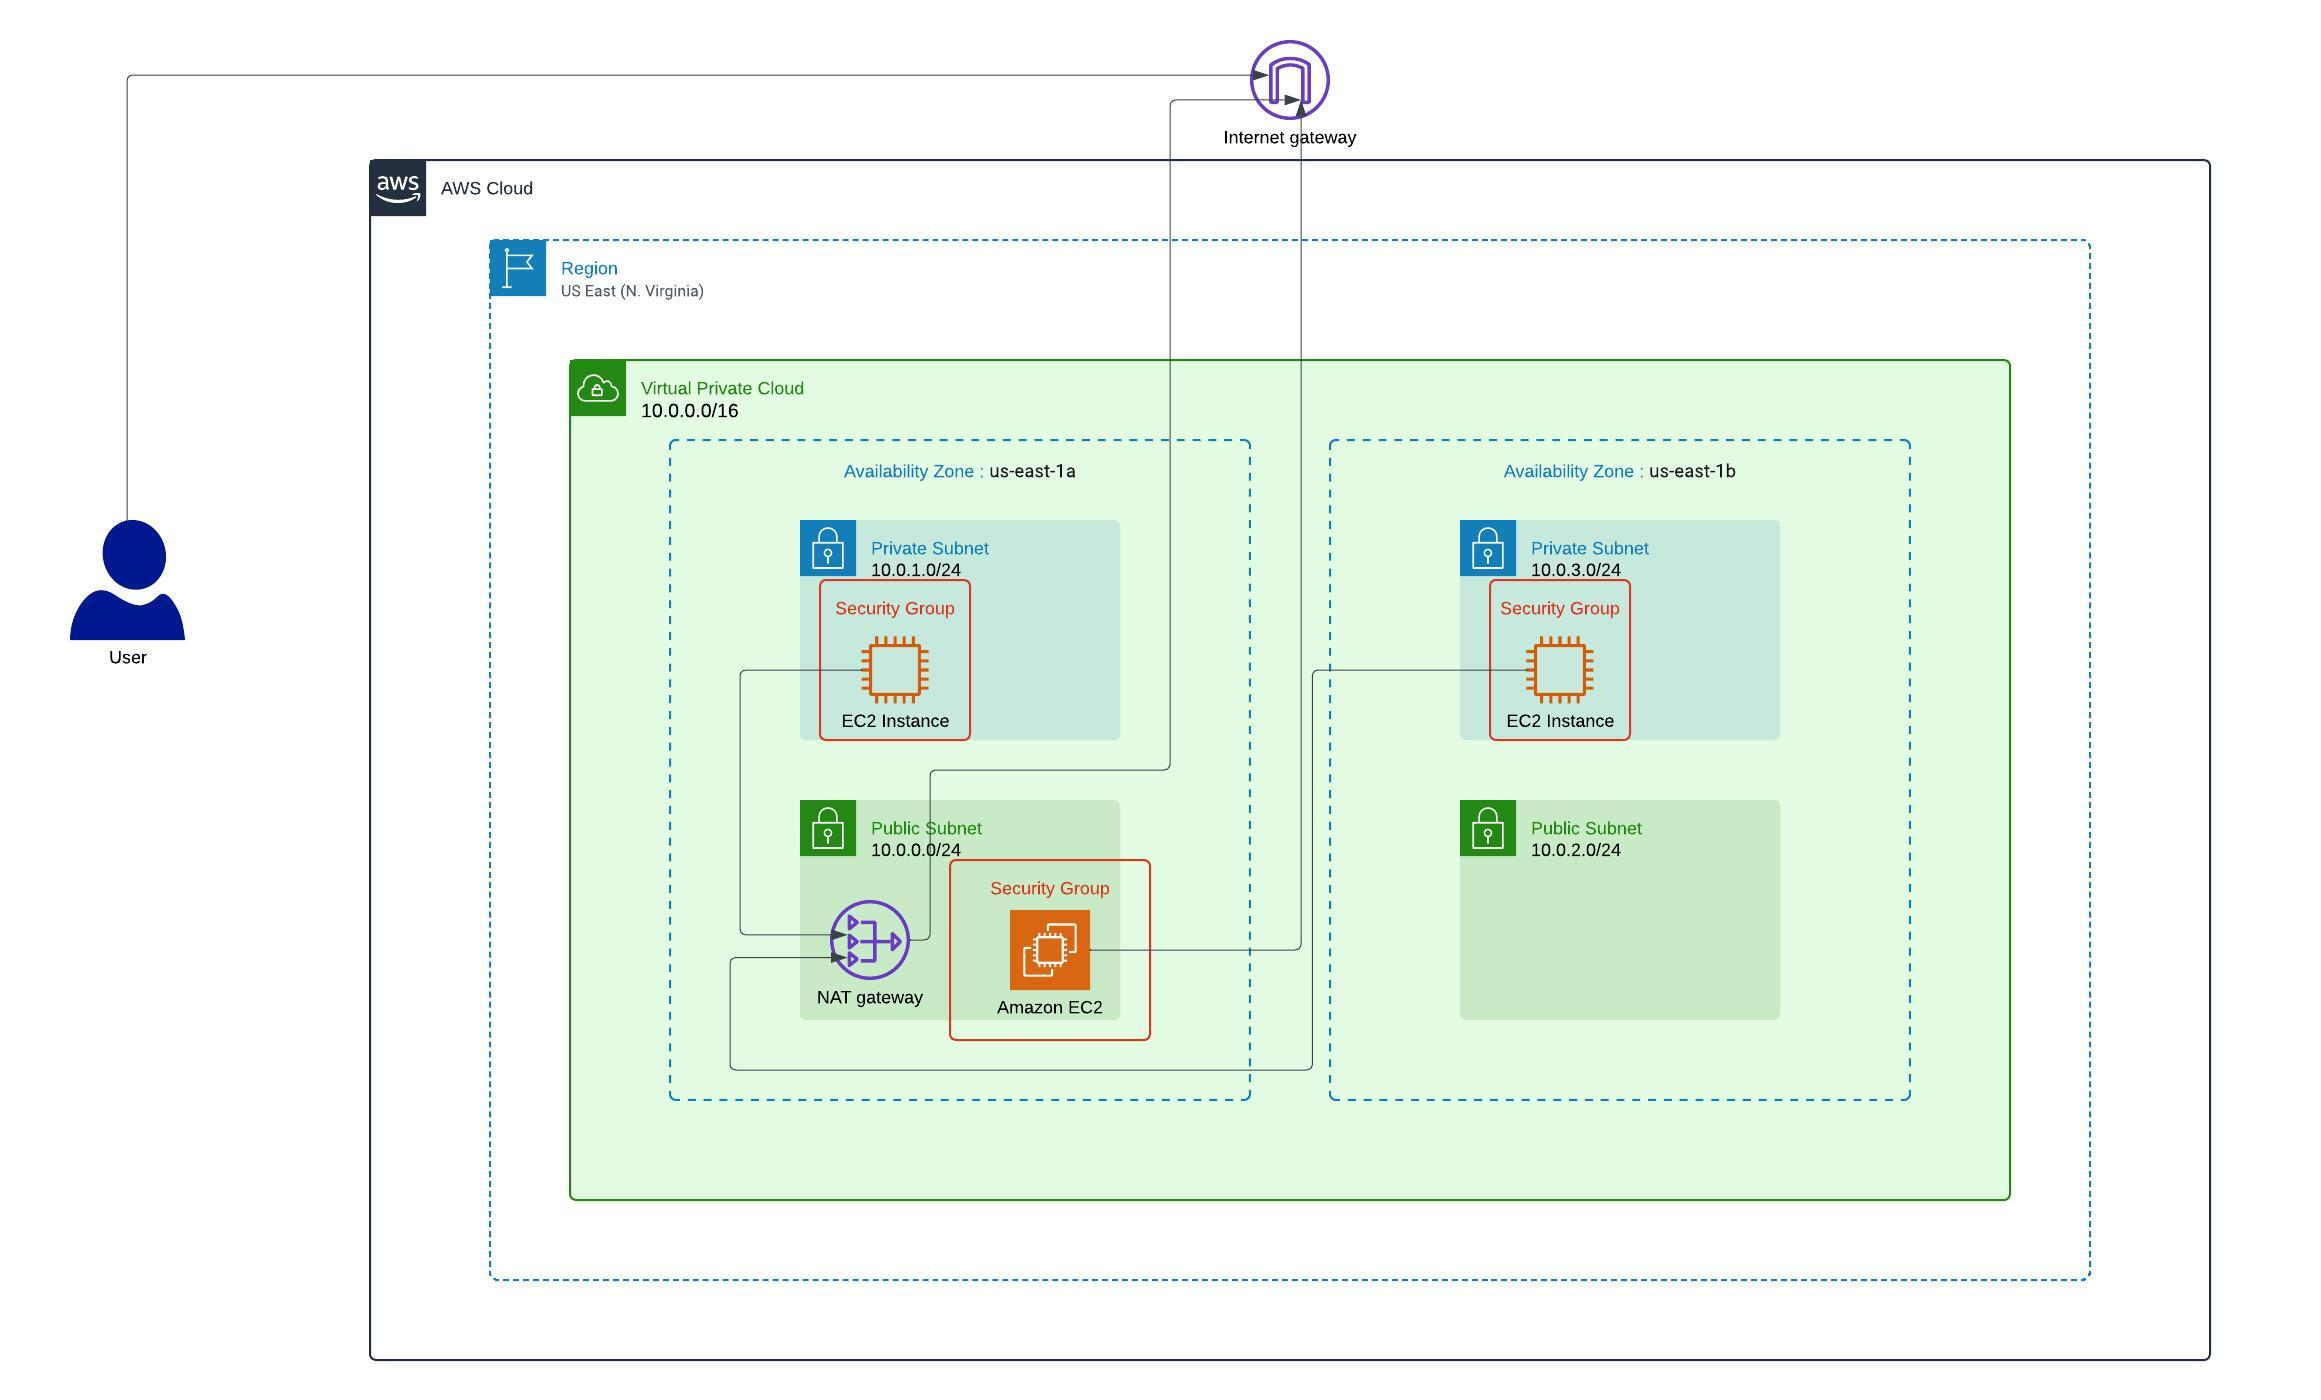 Internet gateway
aws
AWS Cloud
Region
US East (N. Virginia)
Virtual Private Cloud
10.0.0.0/16
Availability Zone : us-east-1a
Availability Zone : us-east-1b
Private Subnet
10.0.1.0/24
Security Group
EC2 Instance
Private Subnet
10.0.3.0/24
Security Group
EC2 Instance
User
Public Subnet
10.0.0.0/24
Security Group
NAT gateway
Amazon EC2
Public Subnet
10.0.2.0/24